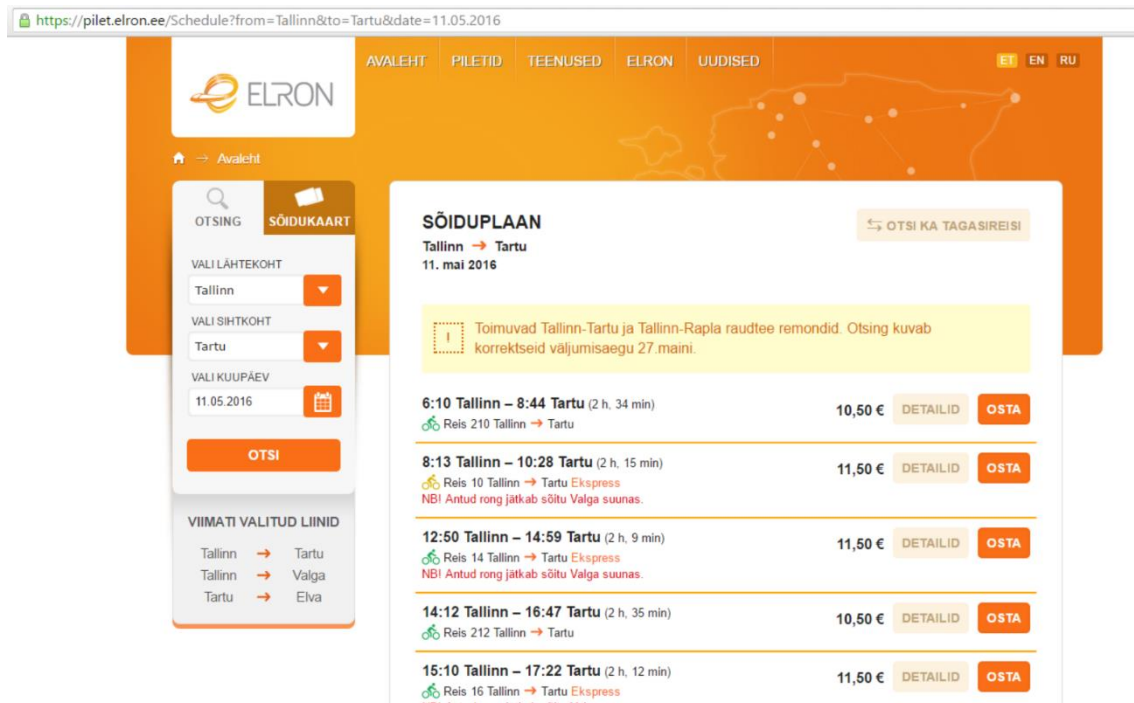 https://pilet.elron.ee/Schedule?from=Tallinn&to=Tartu&date=11.05.2016
ELRON
AVALEHT PILETID TEENUSED ELRON UUDISED
ET EN RU
→ Avaleht
OTSING
SÕIDUKAART
VALI LÄHTEKOHT
Tallinn
VALI SIHTKOHT
Tartu
VALI KUUPÄEV
11.05.2016
OTSI
VIIMATI VALITUD LIINID
Tallinn → Tartu
Tallinn → Valga
Tartu → Elva
SÕIDUPLAAN
Tallinn → Tartu
11. mai 2016
OTSI KA TAGASIREISI
! Toimuvad Tallinn-Tartu ja Tallinn-Rapla raudtee remondid. Otsing kuvab
korrektseid väljumisaegu 27.maini.
6:10 Tallinn – 8:44 Tartu (2 h, 34 min)
Reis 210 Tallinn → Tartu
10,50 € DETAILID OSTA
8:13 Tallinn – 10:28 Tartu (2 h, 15 min)
Reis 10 Tallinn → Tartu Ekspress
NB! Antud rong jätkab sõitu Valga suunas.
11,50 € DETAILID OSTA
12:50 Tallinn – 14:59 Tartu (2 h, 9 min)
Reis 14 Tallinn → Tartu Ekspress
NB! Antud rong jätkab sõitu Valga suunas.
11,50 € DETAILID OSTA
14:12 Tallinn – 16:47 Tartu (2 h, 35 min)
Reis 212 Tallinn → Tartu
10,50 € DETAILID OSTA
15:10 Tallinn – 17:22 Tartu (2 h, 12 min)
Reis 16 Tallinn → Tartu Ekspress
11,50 € DETAILID OSTA